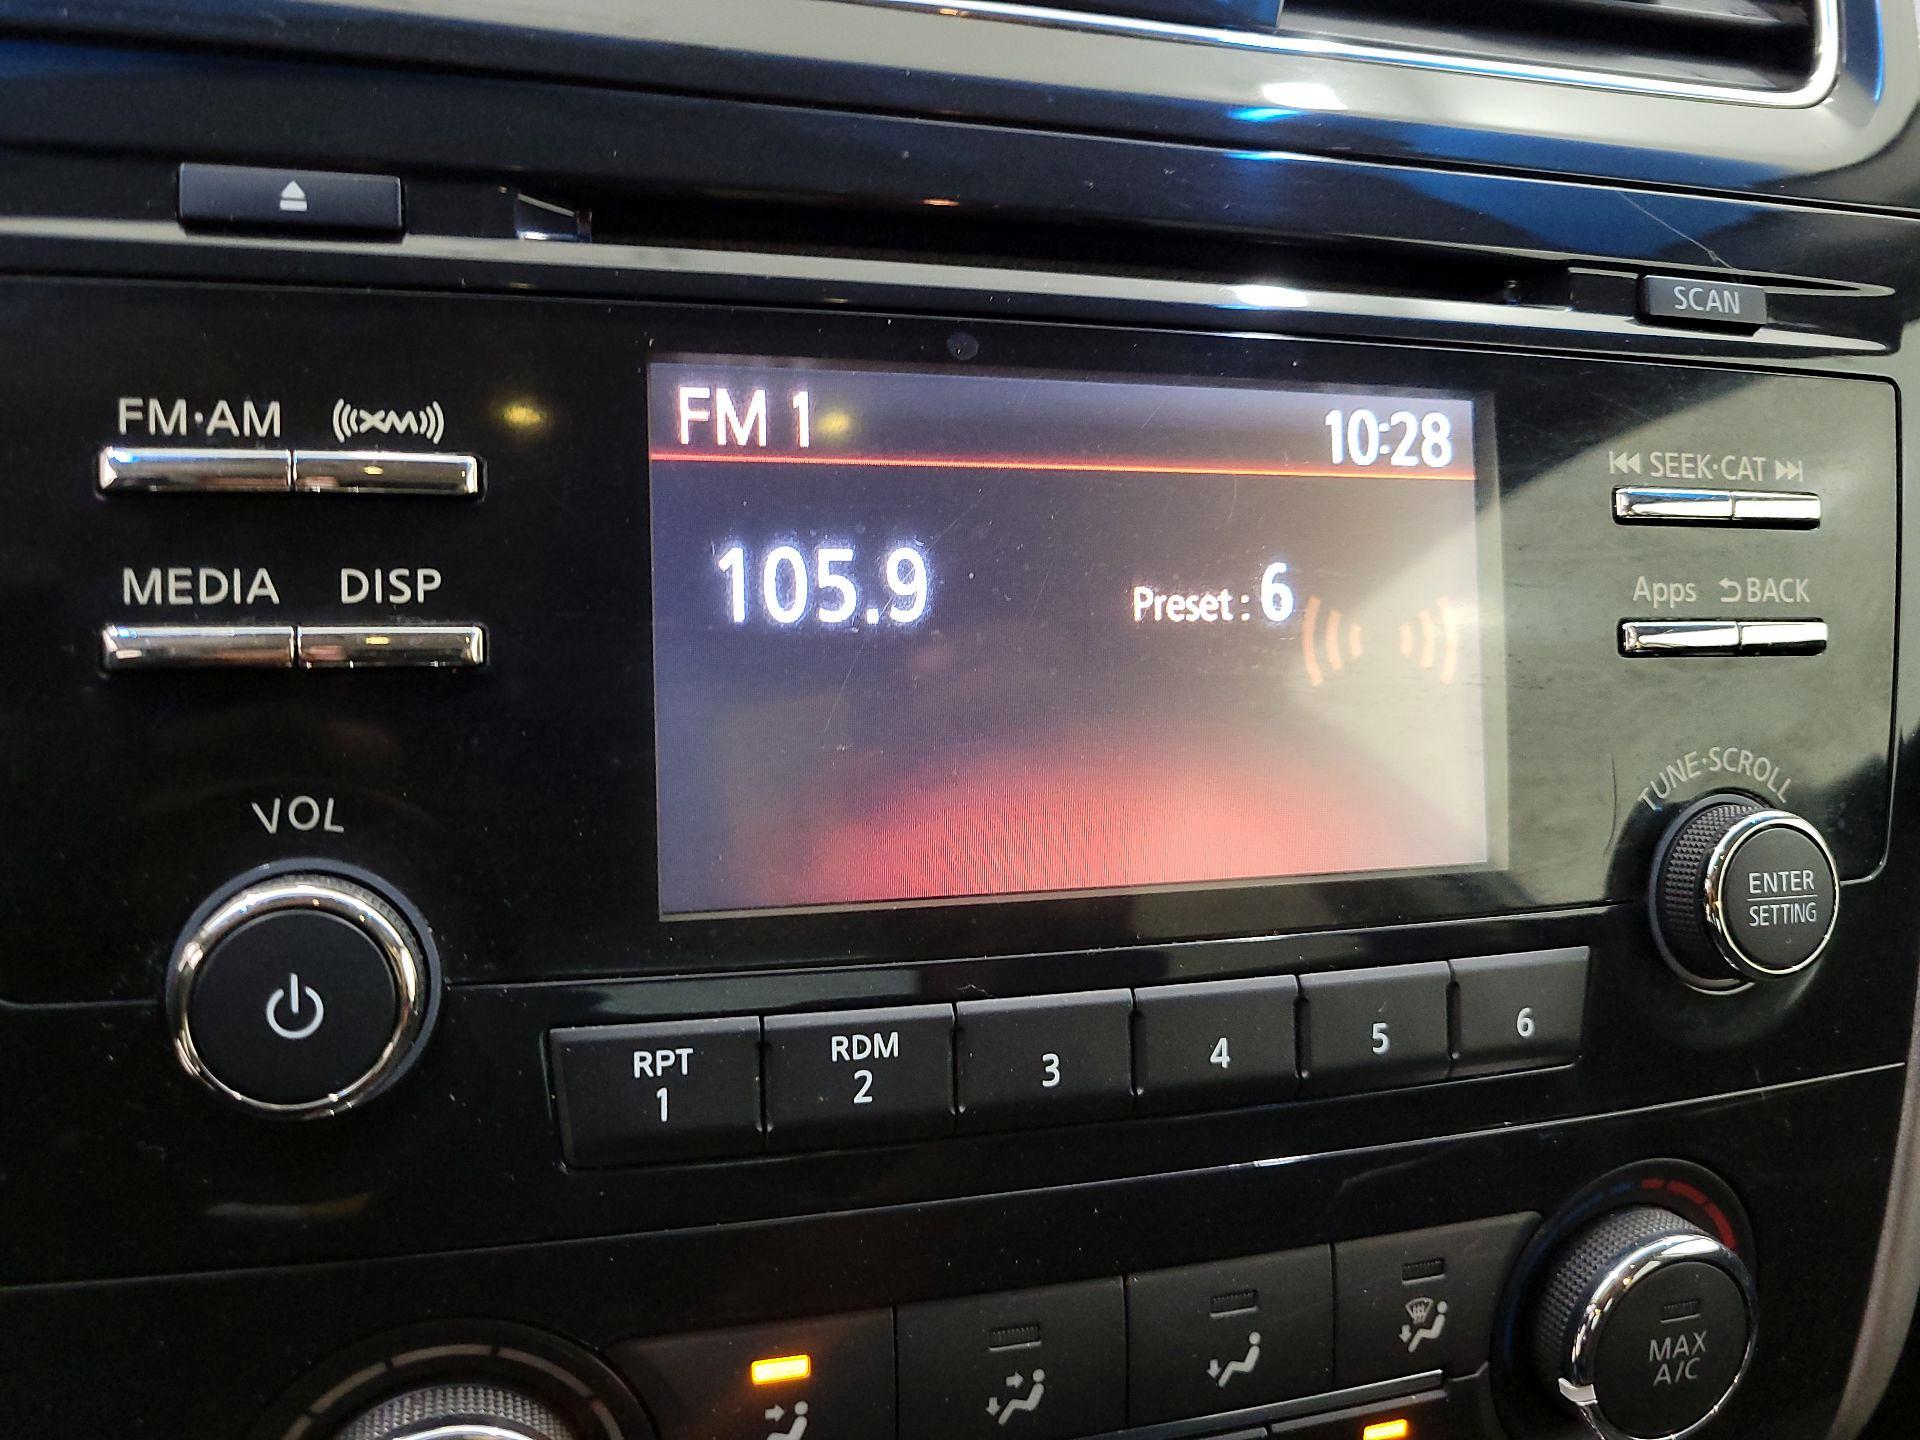 SCAN
FM·AM
(((XM)))
FM 1
10:28
SEEK·CAT
MEDIA
DISP
105.9
Preset : 6
Apps
BACK
VOL
TUNE·SCROLL
ENTER
SETTING
RPT
1
RDM
2
3
4
5
6
MAX
A/C